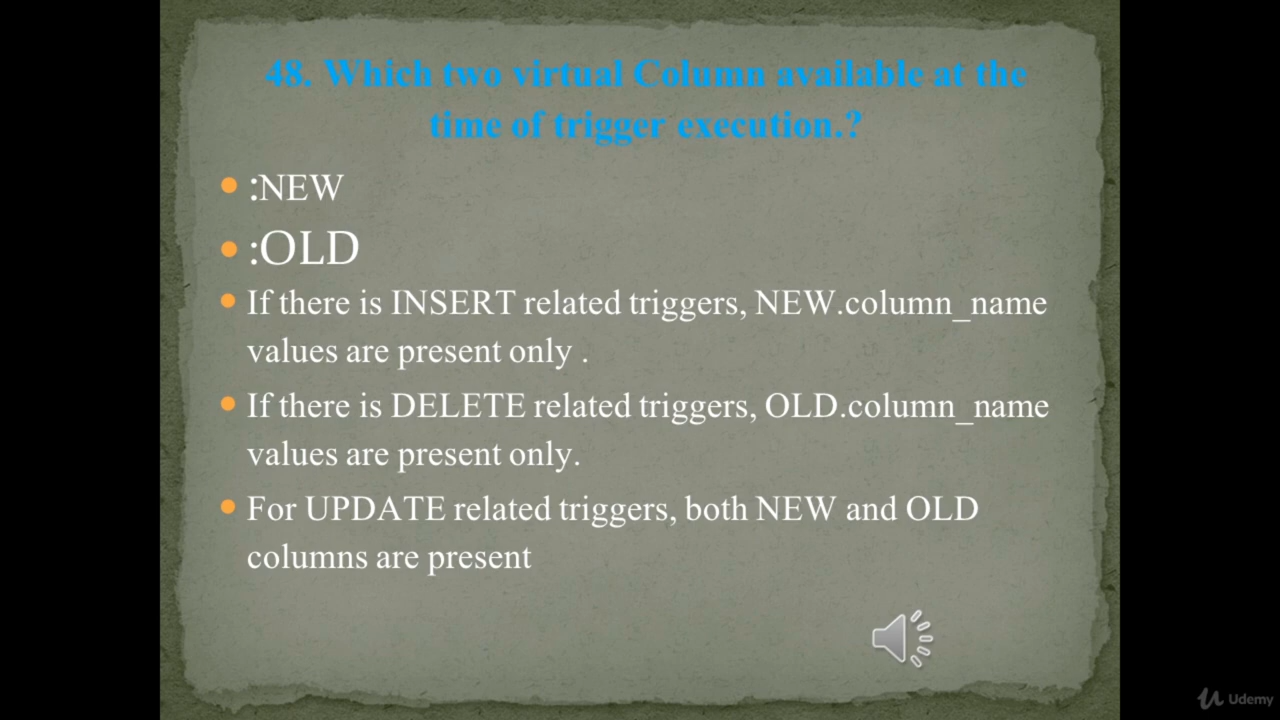 48. Which two virtual Column available at the
time of trigger execution.?
:NEW
:OLD
If there is INSERT related triggers, NEW.column_name
values are present only .
If there is DELETE related triggers, OLD.column_name
values are present only.
For UPDATE related triggers, both NEW and OLD
columns are present
Udemy